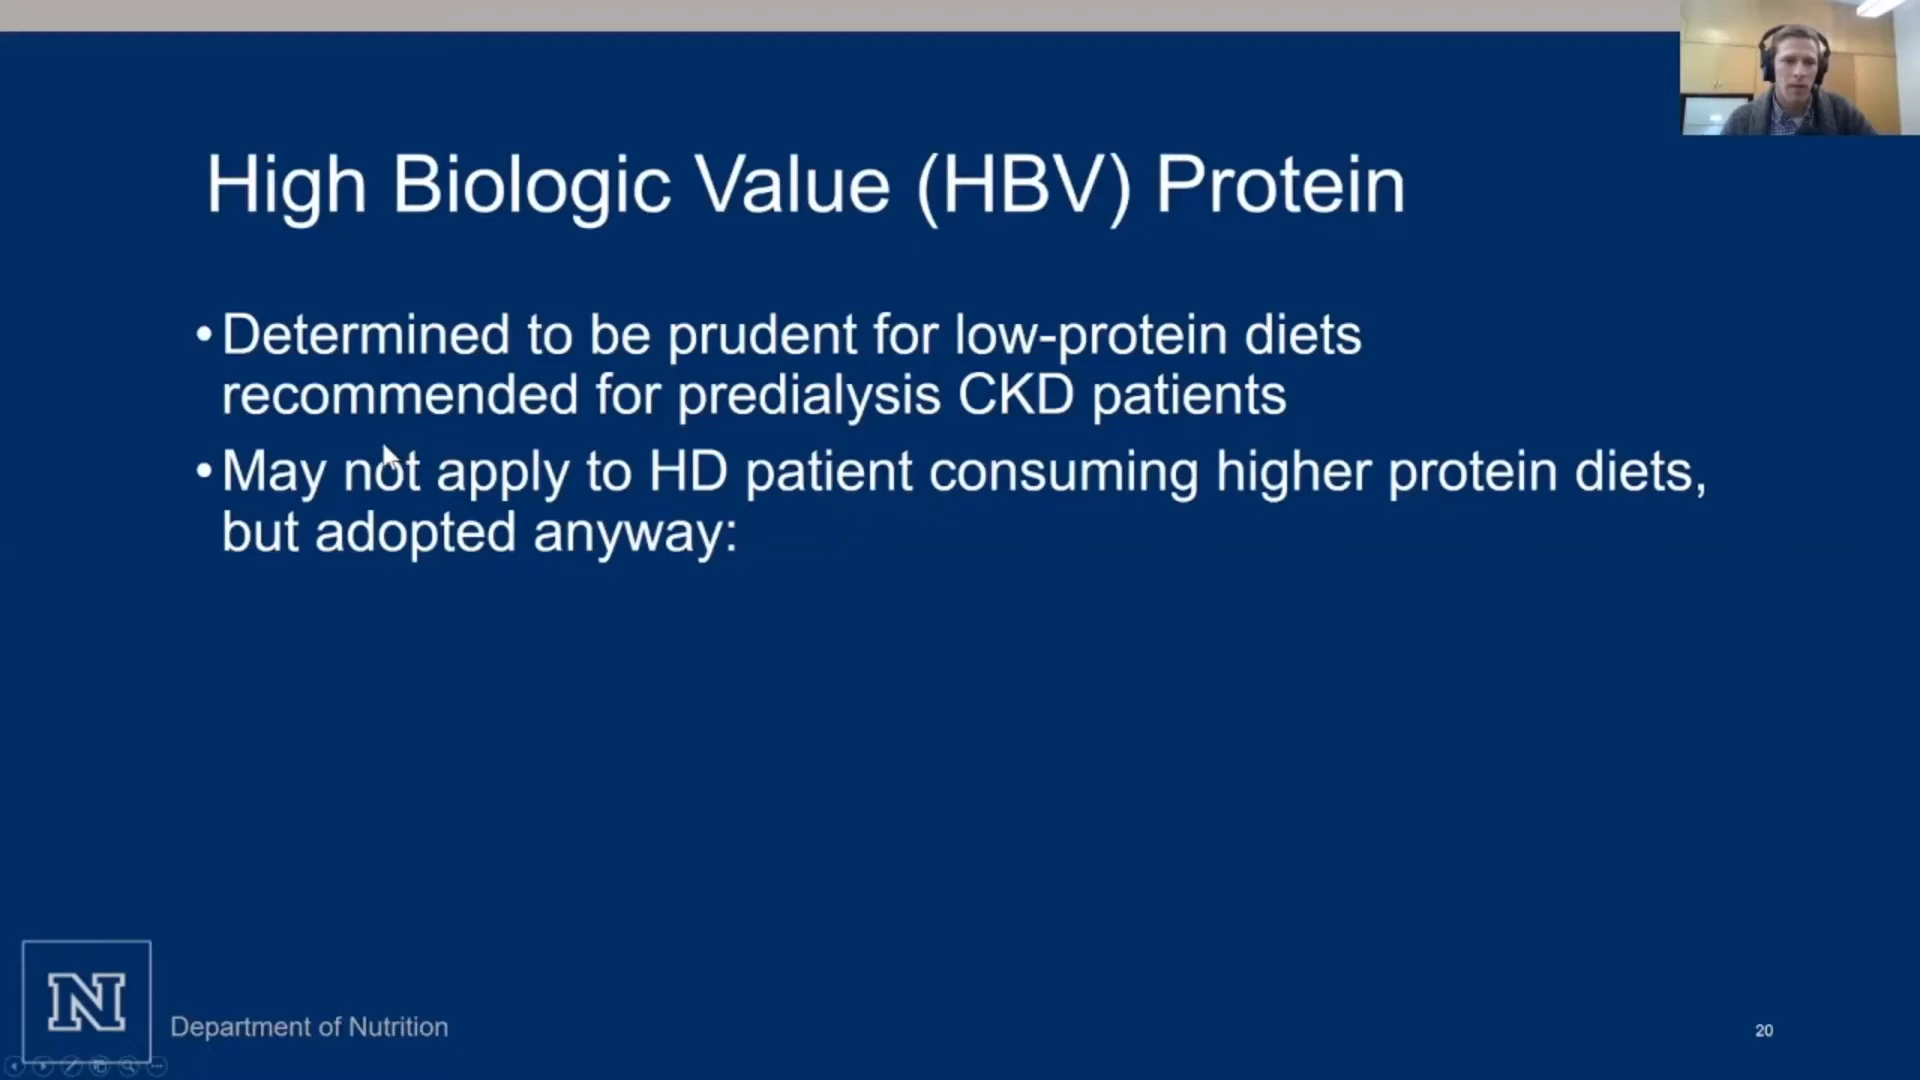 High Biologic Value (HBV) Protein
• Determined to be prudent for low-protein diets
recommended for predialysis CKD patients
• May not apply to HD patient consuming higher protein diets,
but adopted anyway:
N
Department of Nutrition
20